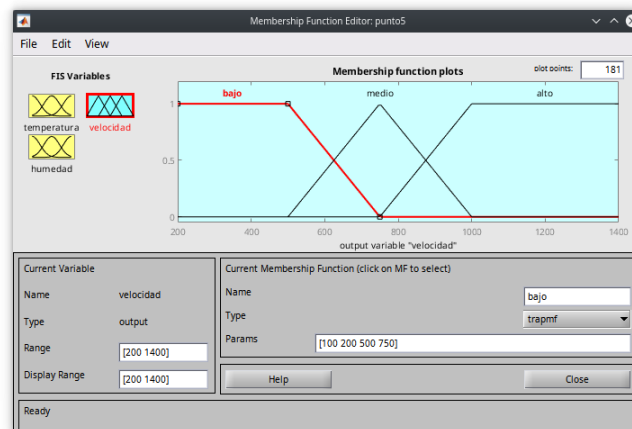 Membership Function Editor: punto5
File Edit View
FIS Variables
temperatura velocidad
humedad
Membership function plots
plot points: 181
bajo medio alto
1
0.5
0
200 400 600 800 1000 1200 1400
output variable "velocidad"
Current Variable
Name velocidad
Type output
Range [200 1400]
Display Range [200 1400]
Current Membership Function (click on MF to select)
Name bajo
Type trapmf
Params [100 200 500 750]
Help Close
Ready